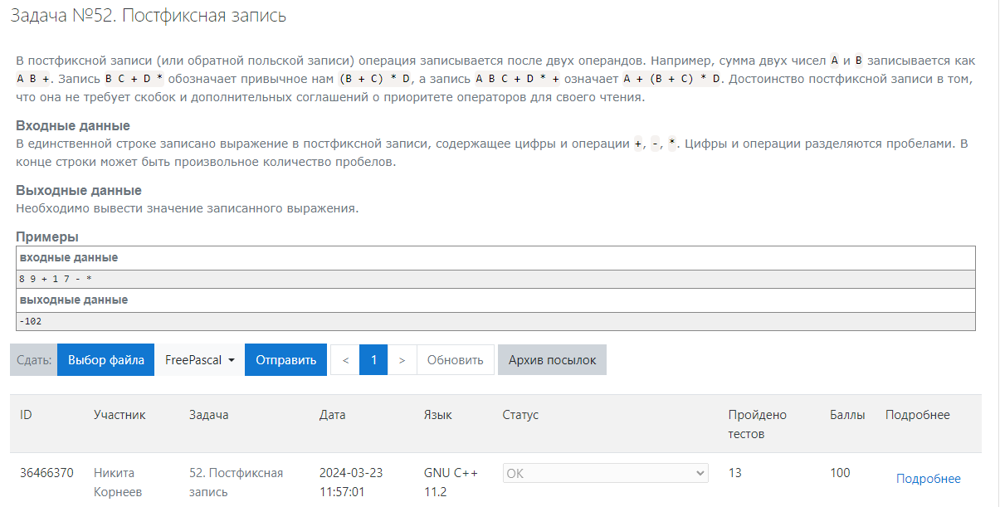 Задача №52. Постфиксная запись
В постфиксной записи (или обратной польской записи) операция записывается после двух операндов. Например, сумма двух чисел A и B записывается как
A B +. Запись B C + D * обозначает привычное нам (B + C) * D, а запись A B C + D * + означает A + (B + C) * D. Достоинство постфиксной записи в том,
что она не требует скобок и дополнительных соглашений о приоритете операторов для своего чтения.
Входные данные
В единственной строке записано выражение в постфиксной записи, содержащее цифры и операции +, -, *. Цифры и операции разделяются пробелами. В
конце строки может быть произвольное количество пробелов.
Выходные данные
Необходимо вывести значение записанного выражения.
Примеры
входные данные
8 9 + 1 7 - *
выходные данные
-102
Сдать: Выбор файла FreePascal Отправить < 1 > Обновить Архив посылок
ID Участник Задача Дата Язык Статус Пройдено Баллы Подробнее
тестов
36466370 Никита 52. Постфиксная 2024-03-23 GNU C++ OK 13 100 Подробнее
Корнеев запись 11:57:01 11.2